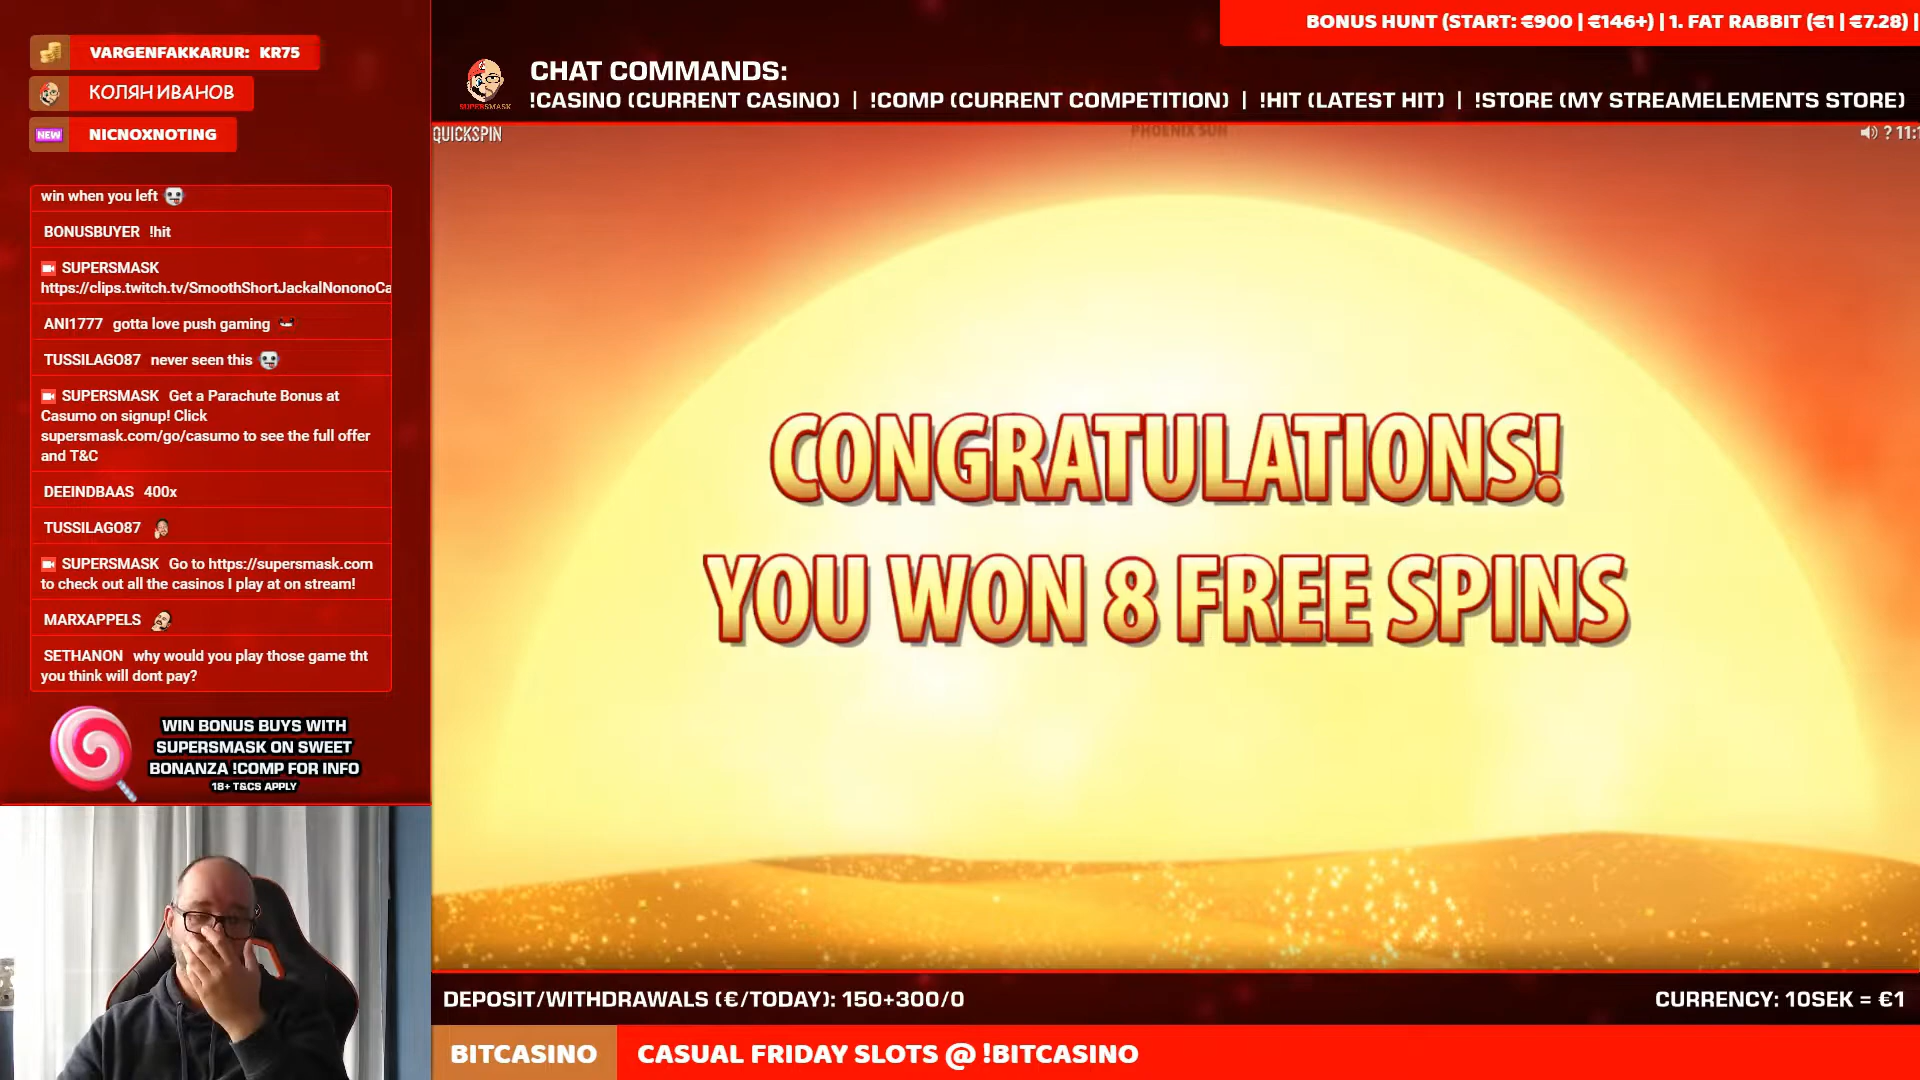 VARGENFAKKARUR: KR75
КОЛЯН ИВАНОВ
NEW
NICNOXNOTING
win when you left
BONUSBUYER !hit
SUPERSMASK
https://clips.twitch.tv/SmoothShortJackalNononoCa
ANI1777 gotta love push gaming
TUSSILAGO87 never seen this
SUPERSMASK Get a Parachute Bonus at
Casumo on signup! Click
supersmask.com/go/casumo to see the full offer
and T&C
DEEINDBAAS 400x
TUSSILAGO87
SUPERSMASK Go to https://supersmask.com
to check out all the casinos I play at on stream!
MARXAPPELS
SETHANON why would you play those game tht
you think will dont pay?
WIN BONUS BUYS WITH
SUPERSMASK ON SWEET
BONANZA !COMP FOR INFO
18+ T&CS APPLY
BONUS HUNT (START: €900 | €146+) | 1. FAT RABBIT (€1 | €7.28) |
SUPERSMASK
CHAT COMMANDS:
!CASINO (CURRENT CASINO) | !COMP (CURRENT COMPETITION) | !HIT (LATEST HIT) | !STORE (MY STREAMELEMENTS STORE)
QUICKSPIN
PHOENIX SUN
? 11:1
CONGRATULATIONS!
YOU WON 8 FREE SPINS
DEPOSIT/WITHDRAWALS (€/TODAY): 150+300/0
CURRENCY: 10SEK = €1
BITCASINO
CASUAL FRIDAY SLOTS @ !BITCASINO